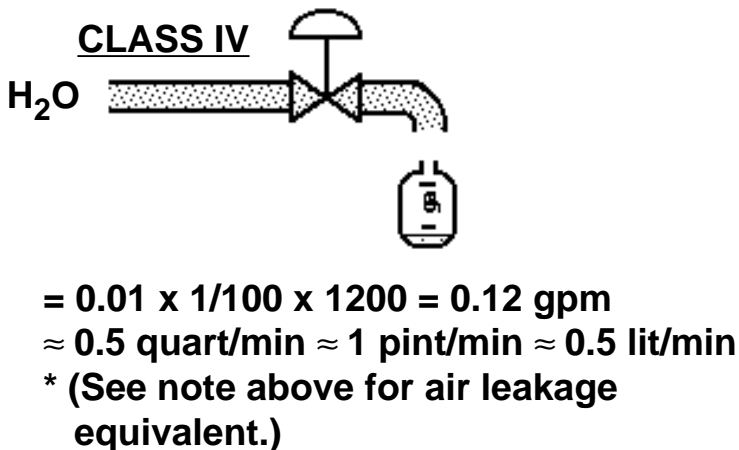 CLASS IV
H₂O
= 0.01 x 1/100 x 1200 = 0.12 gpm
≈ 0.5 quart/min ≈ 1 pint/min ≈ 0.5 lit/min
* (See note above for air leakage
equivalent.)